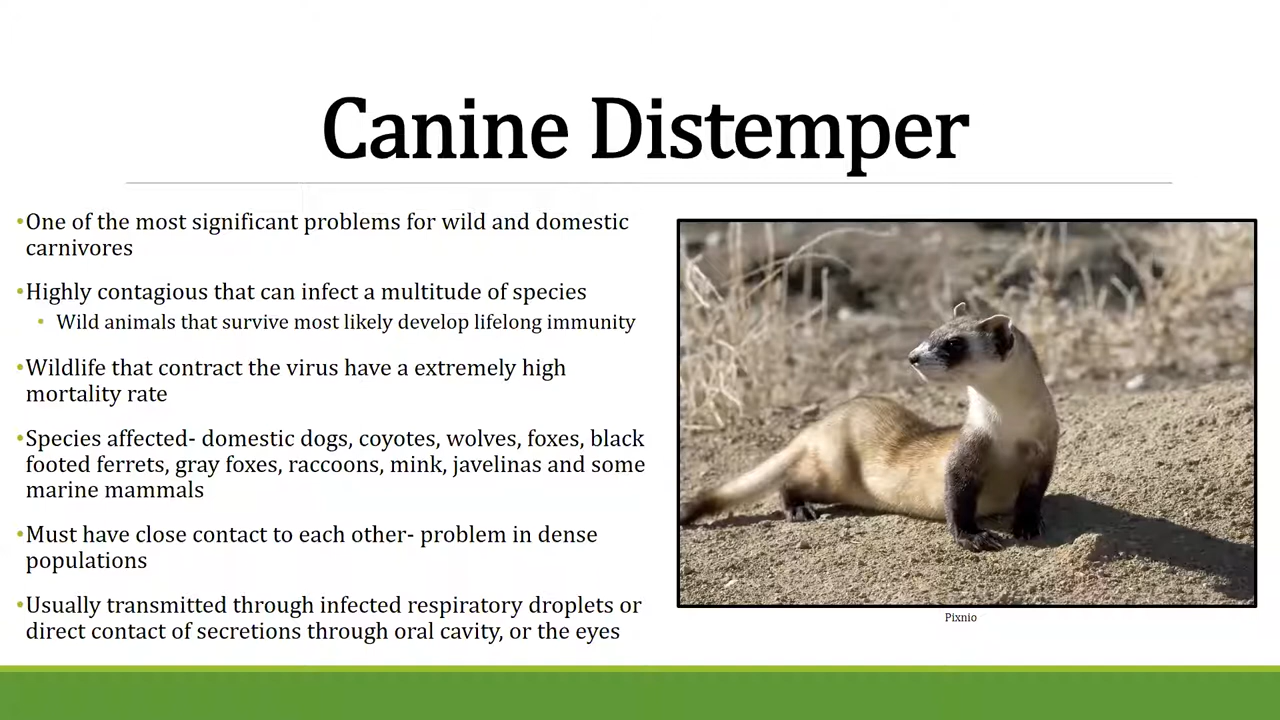 Canine Distemper
•One of the most significant problems for wild and domestic
carnivores
•Highly contagious that can infect a multitude of species
• Wild animals that survive most likely develop lifelong immunity
•Wildlife that contract the virus have a extremely high
mortality rate
•Species affected- domestic dogs, coyotes, wolves, foxes, black
footed ferrets, gray foxes, raccoons, mink, javelinas and some
marine mammals
•Must have close contact to each other- problem in dense
populations
•Usually transmitted through infected respiratory droplets or
direct contact of secretions through oral cavity, or the eyes
Pixnio